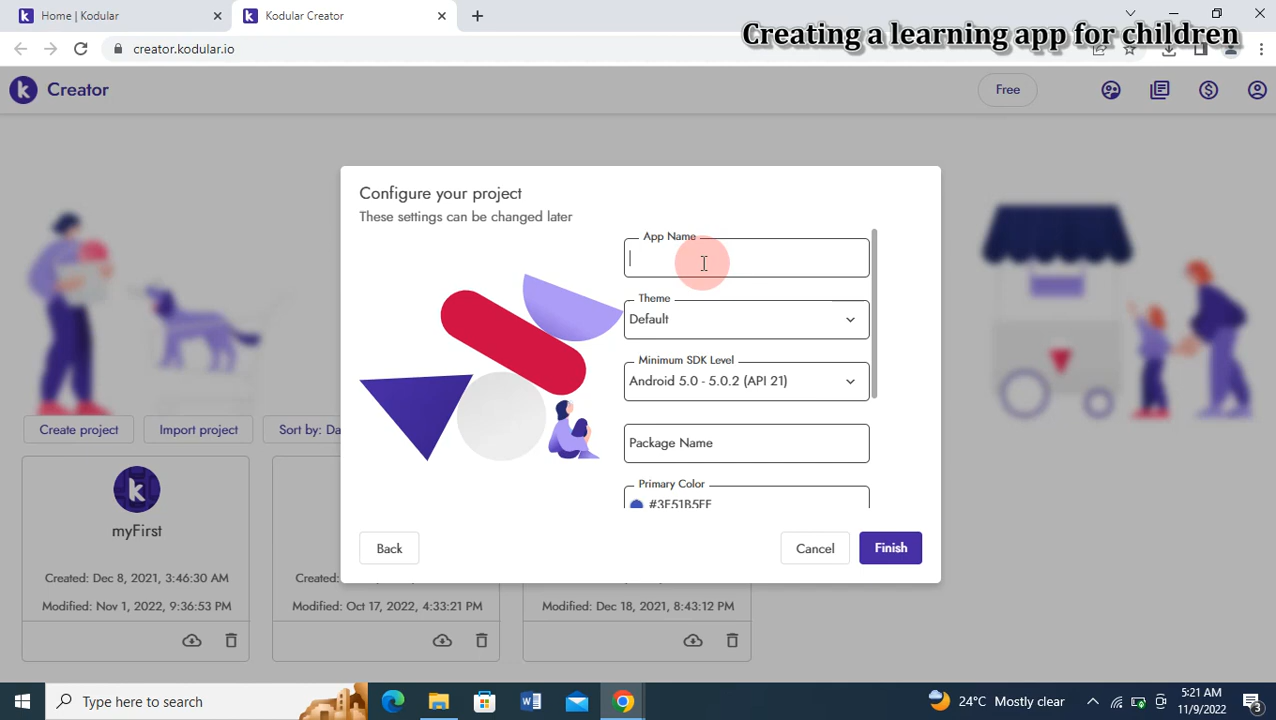 Home | Kodular
Kodular Creator
Creating a learning app for children
creator.kodular.io
Creator
Free
Configure your project
These settings can be changed later
App Name
Theme
Default
Minimum SDK Level
Android 5.0 - 5.0.2 (API 21)
Package Name
Primary Color
#3F51B5FF
Back
Cancel
Finish
Create project
Import project
Sort by: Da
myFirst
Created: Dec 8, 2021, 3:46:30 AM
Modified: Nov 1, 2022, 9:36:53 PM
Created:
Modified: Oct 17, 2022, 4:33:21 PM
Modified: Dec 18, 2021, 8:43:12 PM
Type here to search
24°C Mostly clear
5:21 AM
11/9/2022
3